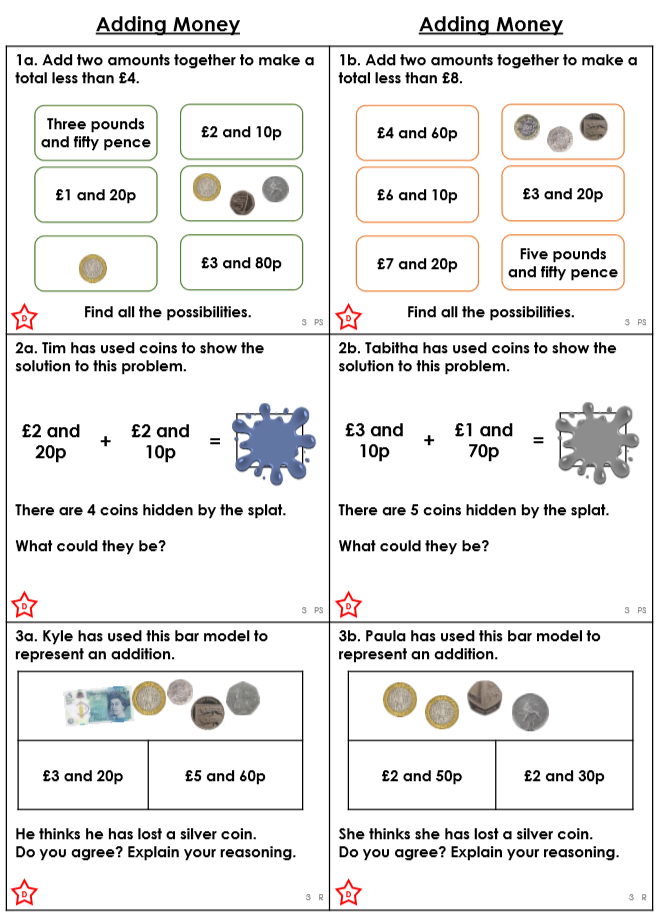 Adding Money
Adding Money
1a. Add two amounts together to make a
total less than £4.
Three pounds
and fifty pence
£2 and 10p
£1 and 20p
£3 and 80p
Find all the possibilities.
D
3 PS
1b. Add two amounts together to make a
total less than £8.
£4 and 60p
£6 and 10p
£3 and 20p
£7 and 20p
Five pounds
and fifty pence
Find all the possibilities.
D
3 PS
2a. Tim has used coins to show the
solution to this problem.
£2 and
20p
+
£2 and
10p
=
There are 4 coins hidden by the splat.
What could they be?
D
3 PS
2b. Tabitha has used coins to show the
solution to this problem.
£3 and
10p
+
£1 and
70p
=
There are 5 coins hidden by the splat.
What could they be?
D
3 PS
3a. Kyle has used this bar model to
represent an addition.
£3 and 20p
£5 and 60p
He thinks he has lost a silver coin.
Do you agree? Explain your reasoning.
D
3 R
3b. Paula has used this bar model to
represent an addition.
£2 and 50p
£2 and 30p
She thinks she has lost a silver coin.
Do you agree? Explain your reasoning.
D
3 R